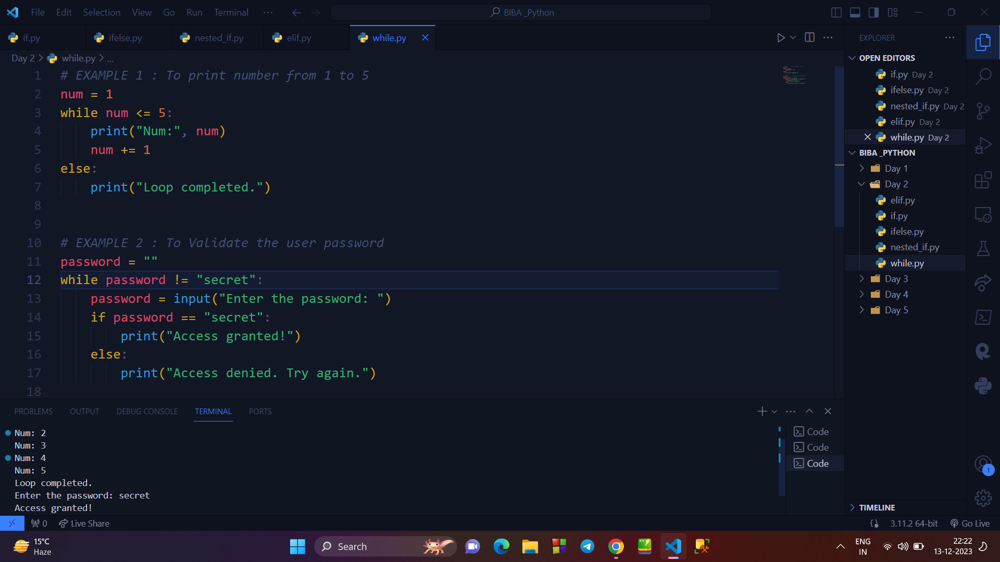 File Edit Selection View Go Run Terminal ... BIBA _Python
if.py ifelse.py nested_if.py elif.py while.py
Day 2 > while.py > ...
1 # EXAMPLE 1 : To print number from 1 to 5
2 num = 1
3 while num <= 5:
4 print("Num:", num)
5 num += 1
6 else:
7 print("Loop completed.")
8
9
10 # EXAMPLE 2 : To Validate the user password
11 password = ""
12 while password != "secret":
13 password = input("Enter the password: ")
14 if password == "secret":
15 print("Access granted!")
16 else:
17 print("Access denied. Try again.")
18
PROBLEMS OUTPUT DEBUG CONSOLE TERMINAL PORTS
Num: 2
Num: 3
Num: 4
Num: 5
Loop completed.
Enter the password: secret
Access granted!
Code
Code
Code
EXPLORER
OPEN EDITORS
if.py Day 2
ifelse.py Day 2
nested_if.py Day 2
elif.py Day 2
while.py Day 2
BIBA _PYTHON
Day 1
Day 2
elif.py
if.py
ifelse.py
nested_if.py
while.py
Day 3
Day 4
Day 5
TIMELINE
1
0 Live Share 3.11.2 64-bit Go Live
15°C
Haze
Search
ENG
IN
22:22
13-12-2023